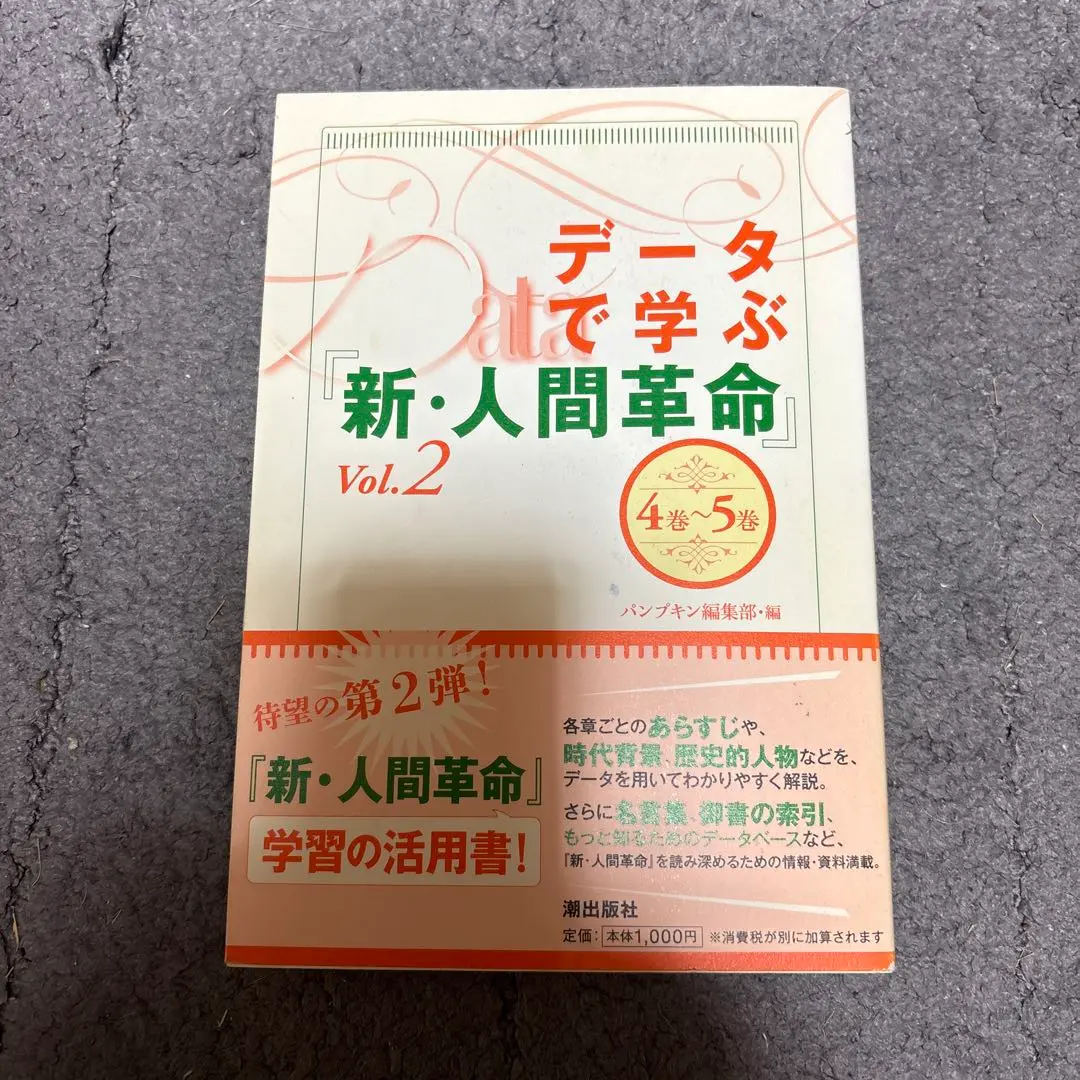 Data
データ
で学ぶ
『新・人間革命』
Vol.2
4巻〜5巻
パンプキン編集部・編
待望の第2弾!
『新・人間革命』
学習の活用書!
各章ごとのあらすじや、
時代背景、歴史的人物などを、
データを用いてわかりやすく解説。
さらに名言集、御書の索引、
もっと知るためのデータベースなど、
『新・人間革命』を読み深めるための情報・資料満載。
潮出版社
定価:本体1,000円 ※消費税が別に加算されます